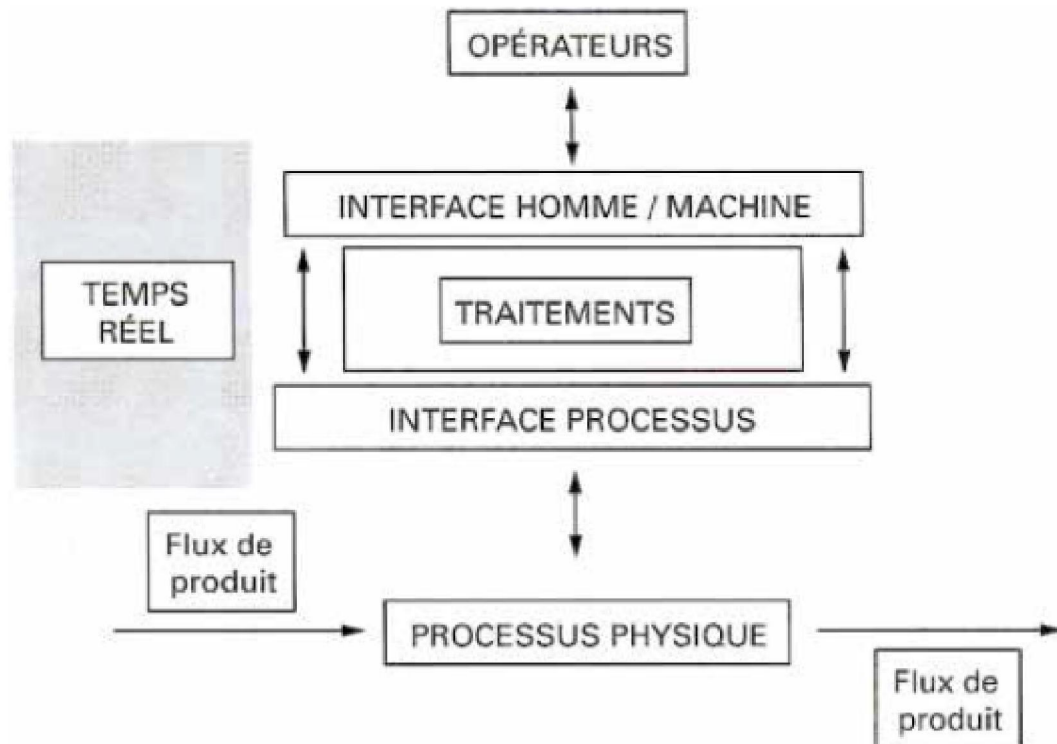 OPÉRATEURS
INTERFACE HOMME / MACHINE
TEMPS
RÉEL
TRAITEMENTS
INTERFACE PROCESSUS
Flux de
produit
PROCESSUS PHYSIQUE
Flux de
produit